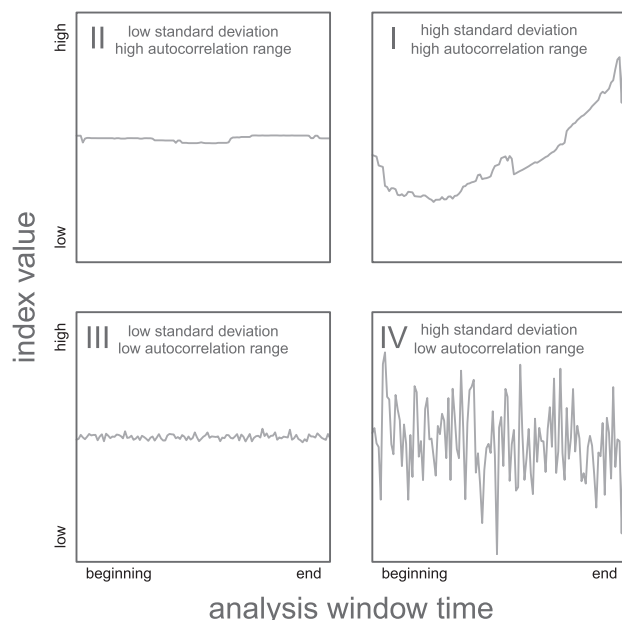 high
II
low standard deviation
high autocorrelation range
I
high standard deviation
high autocorrelation range
low
index value
high
III
low standard deviation
low autocorrelation range
IV
high standard deviation
low autocorrelation range
low
beginning
end
beginning
end
analysis window time